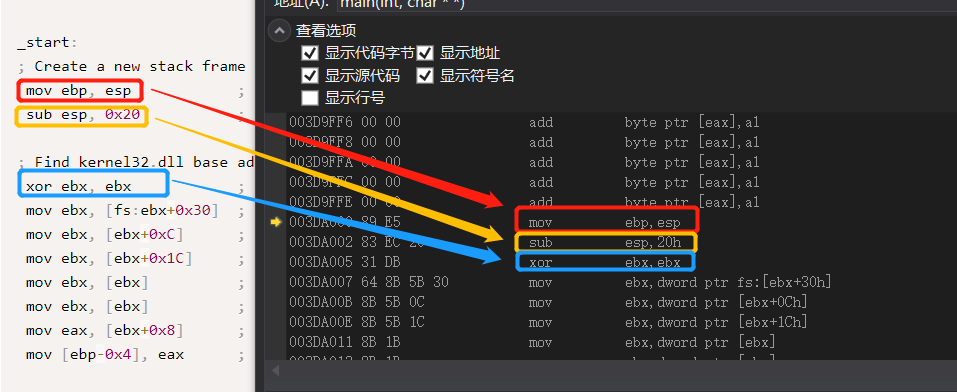 _start:
; Create a new stack frame
mov ebp, esp ;
sub esp, 0x20 ;
; Find kernel32.dll base ad
xor ebx, ebx ;
mov ebx, [fs:ebx+0x30] ;
mov ebx, [ebx+0xC] ;
mov ebx, [ebx+0x1C] ;
mov ebx, [ebx] ;
mov ebx, [ebx] ;
mov eax, [ebx+0x8] ;
mov [ebp-0x4], eax ;
地址(A): main(int, char * *)
查看选项
显示代码字节 显示地址
显示源代码 显示符号名
显示行号
003D9FF6 00 00 add byte ptr [eax],al
003D9FF8 00 00 add byte ptr [eax],al
003D9FFA 00 00 add byte ptr [eax],al
003D9FFC 00 00 add byte ptr [eax],al
003D9FFE 00 00 add byte ptr [eax],al
003DA000 89 E5 mov ebp,esp
003DA002 83 EC 20 sub esp,20h
003DA005 31 DB xor ebx,ebx
003DA007 64 8B 5B 30 mov ebx,dword ptr fs:[ebx+30h]
003DA00B 8B 5B 0C mov ebx,dword ptr [ebx+0Ch]
003DA00E 8B 5B 1C mov ebx,dword ptr [ebx+1Ch]
003DA011 8B 1B mov ebx,dword ptr [ebx]